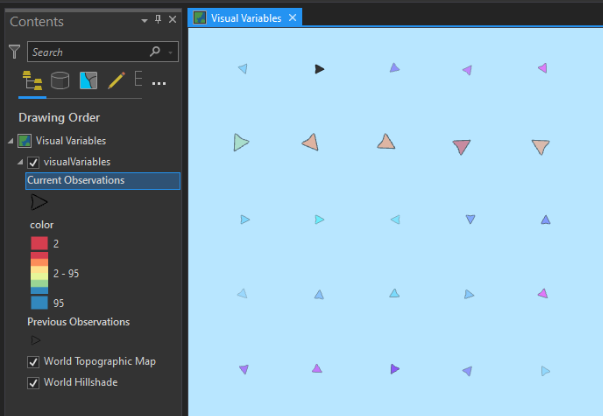 Contents
Search
Drawing Order
Visual Variables
visualVariables
Current Observations
color
2
2 - 95
95
Previous Observations
World Topographic Map
World Hillshade
Visual Variables